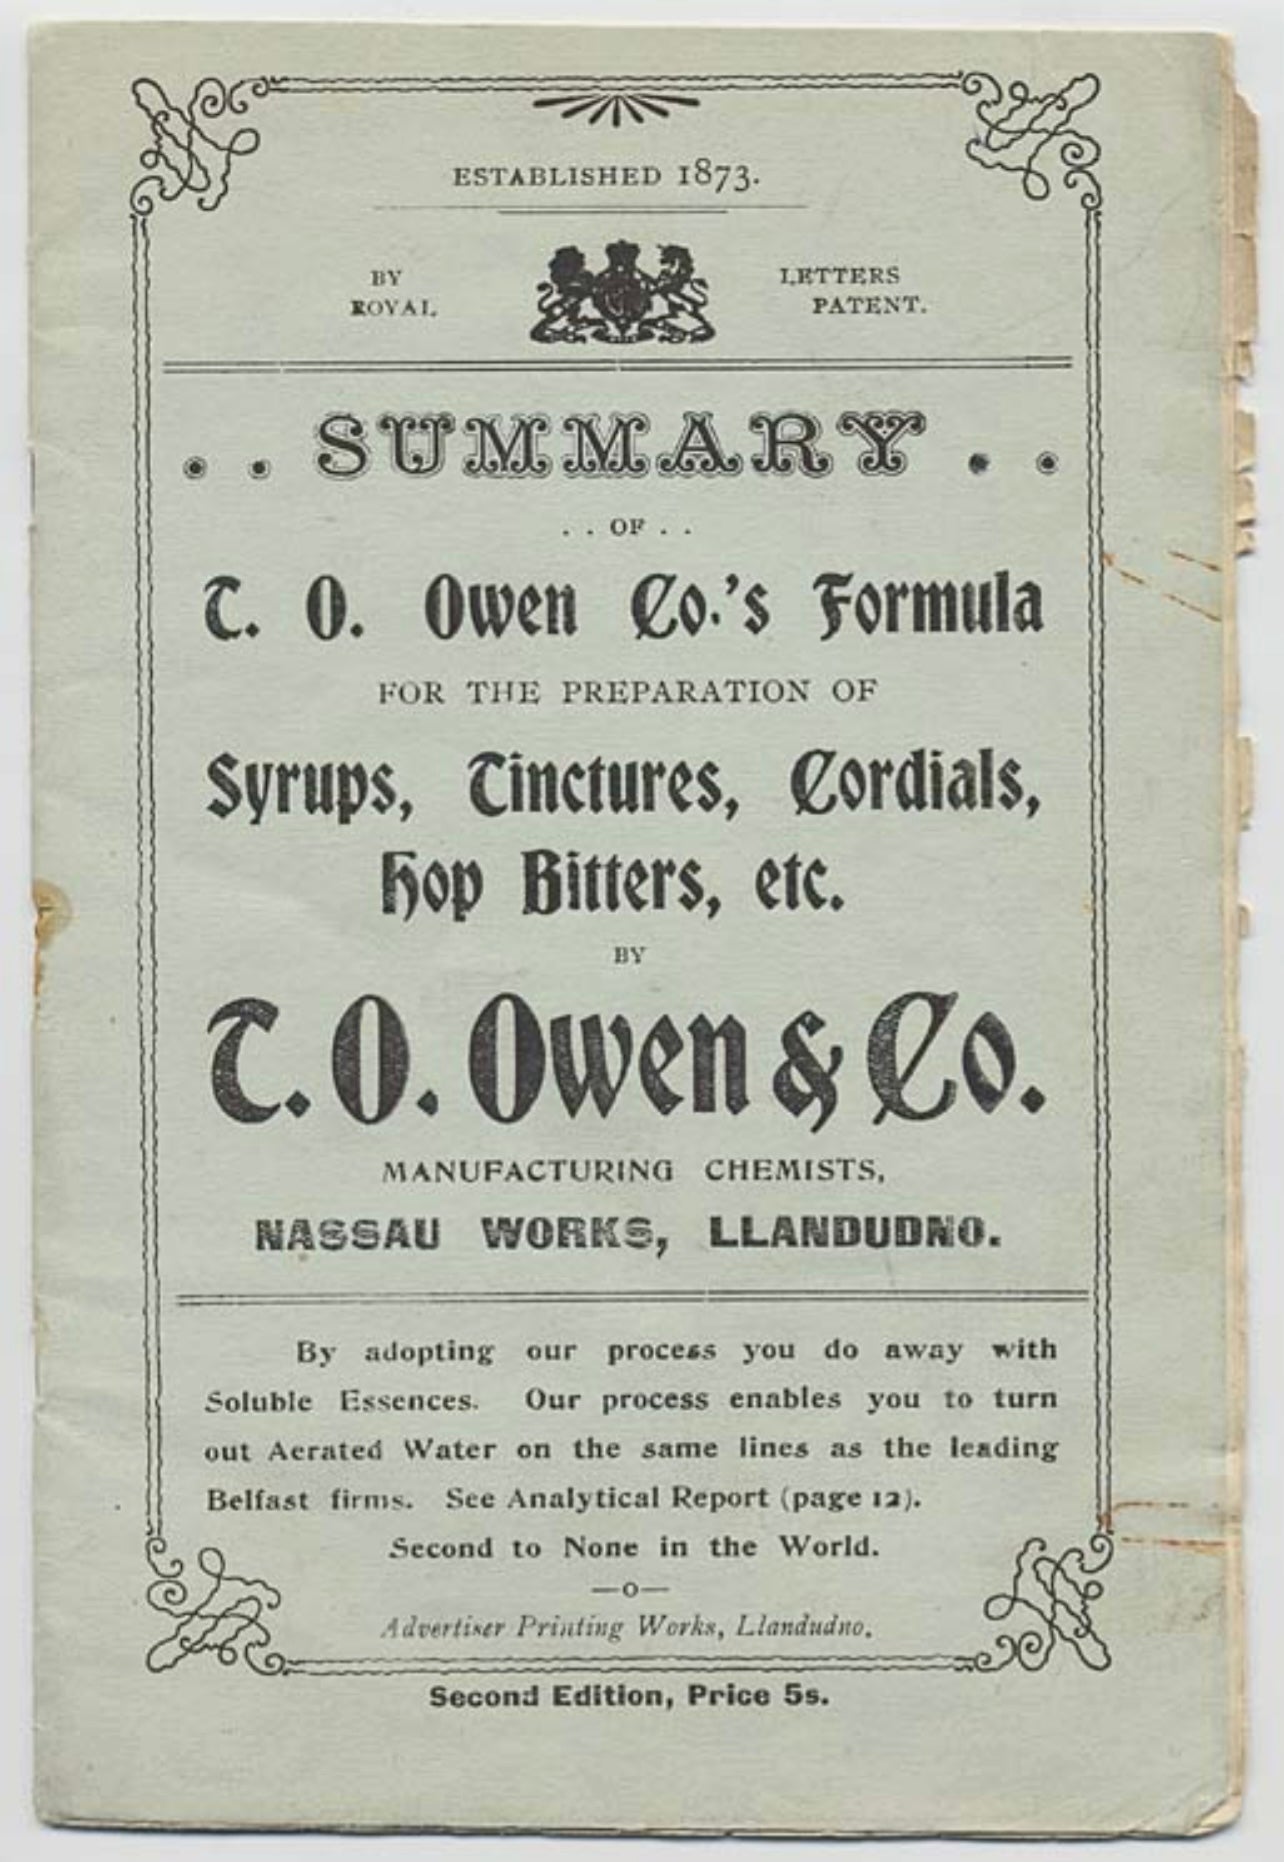 ESTABLISHED 1873.
BY ROYAL LETTERS PATENT.
. . SUMMARY . .
. . OF . .
T. O. Owen Co.'s Formula
FOR THE PREPARATION OF
Syrups, Tinctures, Cordials,
Hop Bitters, etc.
BY
T. O. Owen & Co.
MANUFACTURING CHEMISTS,
NASSAU WORKS, LLANDUDNO.
By adopting our process you do away with
Soluble Essences. Our process enables you to turn
out Aerated Water on the same lines as the leading
Belfast firms. See Analytical Report (page 12).
Second to None in the World.
—o—
Advertiser Printing Works, Llandudno.
Second Edition, Price 5s.